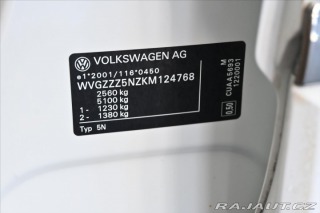 VOLKSWAGEN AG
e1*2001/116*0450
WVGZZZ5NZKM124768
2560 kg
5100 kg
1- 1230 kg
2- 1380 kg
Typ 5N
M
CUAA5893
1220001
0.50
RAJAUT.CZ